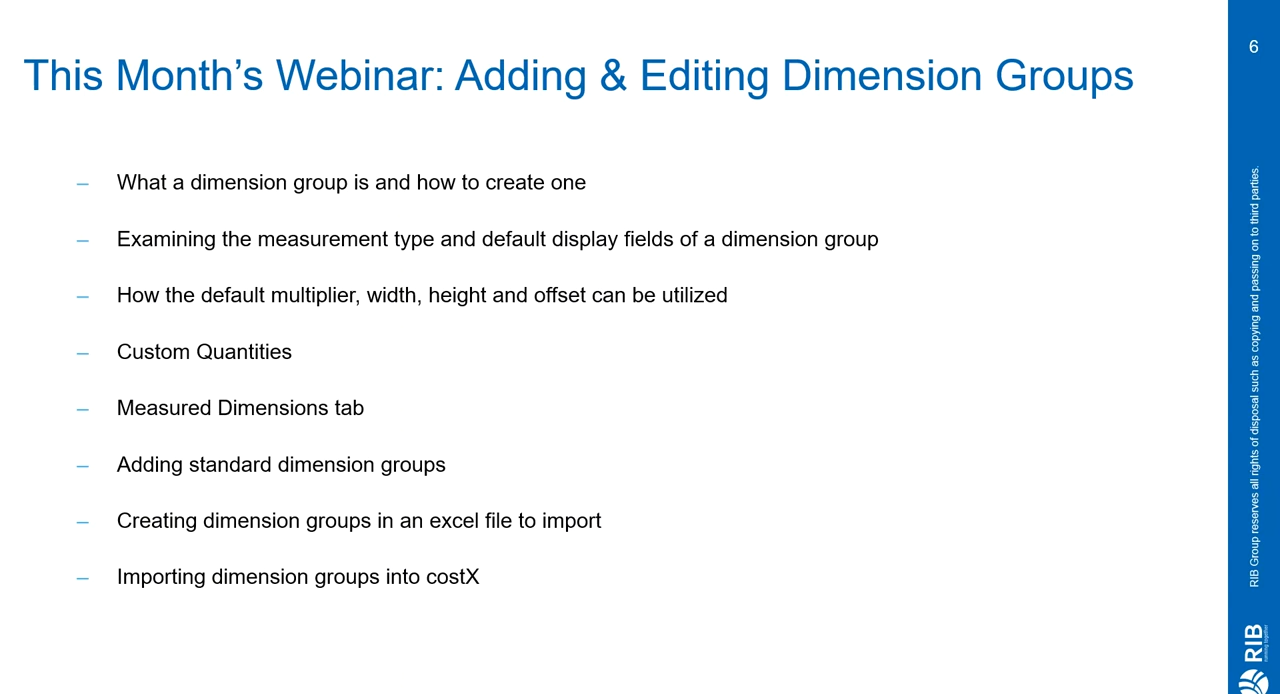 This Month’s Webinar: Adding & Editing Dimension Groups
– What a dimension group is and how to create one
– Examining the measurement type and default display fields of a dimension group
– How the default multiplier, width, height and offset can be utilized
– Custom Quantities
– Measured Dimensions tab
– Adding standard dimension groups
– Creating dimension groups in an excel file to import
– Importing dimension groups into costX
6
RIB Group reserves all rights of disposal such as copying and passing on to third parties.
RIB
running together